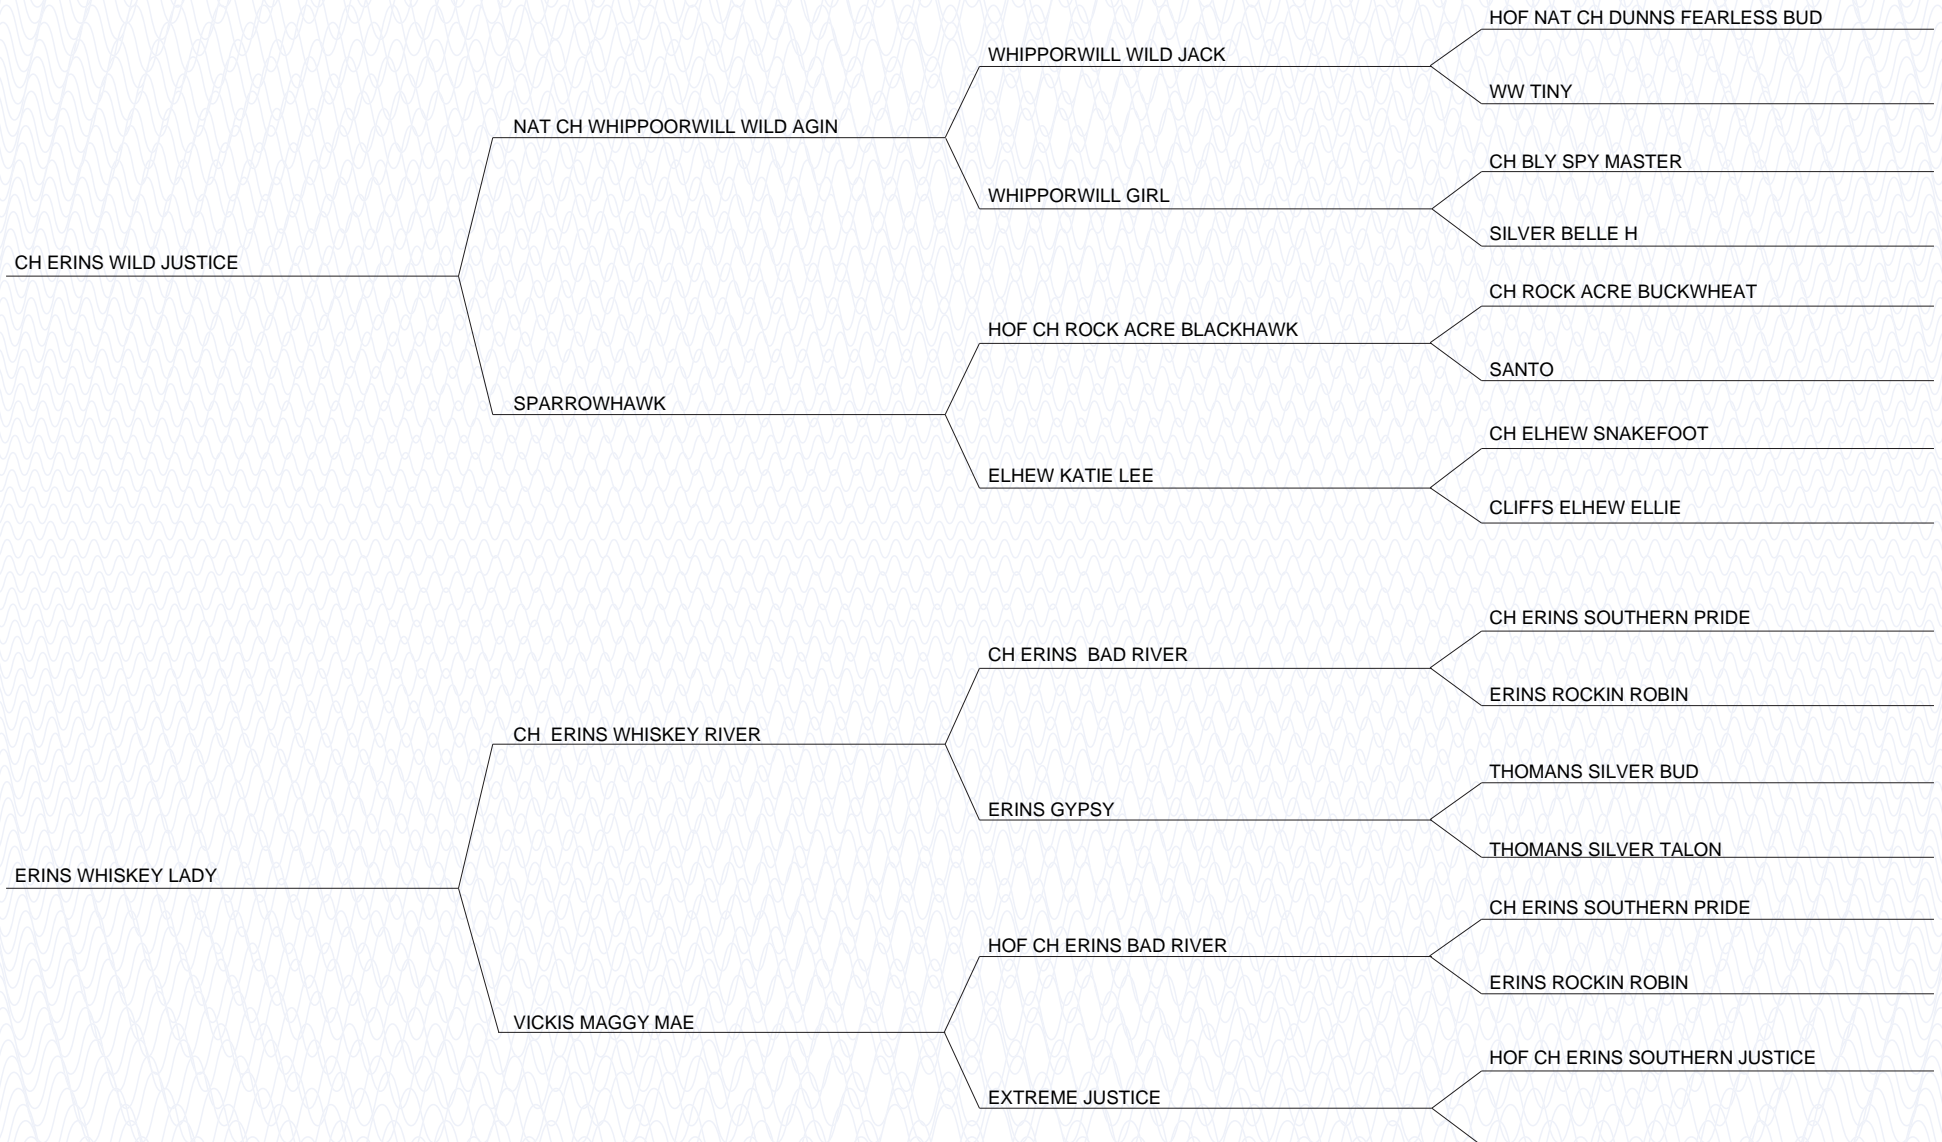 HOF NAT CH DUNNS FEARLESS BUD
WHIPPORWILL WILD JACK
WW TINY
NAT CH WHIPPOORWILL WILD AGIN
CH BLY SPY MASTER
WHIPPORWILL GIRL
SILVER BELLE H
CH ERINS WILD JUSTICE
CH ROCK ACRE BUCKWHEAT
HOF CH ROCK ACRE BLACKHAWK
SANTO
SPARROWHAWK
CH ELHEW SNAKEFOOT
ELHEW KATIE LEE
CLIFFS ELHEW ELLIE
CH ERINS SOUTHERN PRIDE
CH ERINS  BAD RIVER
ERINS ROCKIN ROBIN
CH  ERINS WHISKEY RIVER
THOMANS SILVER BUD
ERINS GYPSY
THOMANS SILVER TALON
ERINS WHISKEY LADY
CH ERINS SOUTHERN PRIDE
HOF CH ERINS BAD RIVER
ERINS ROCKIN ROBIN
VICKIS MAGGY MAE
HOF CH ERINS SOUTHERN JUSTICE
EXTREME JUSTICE